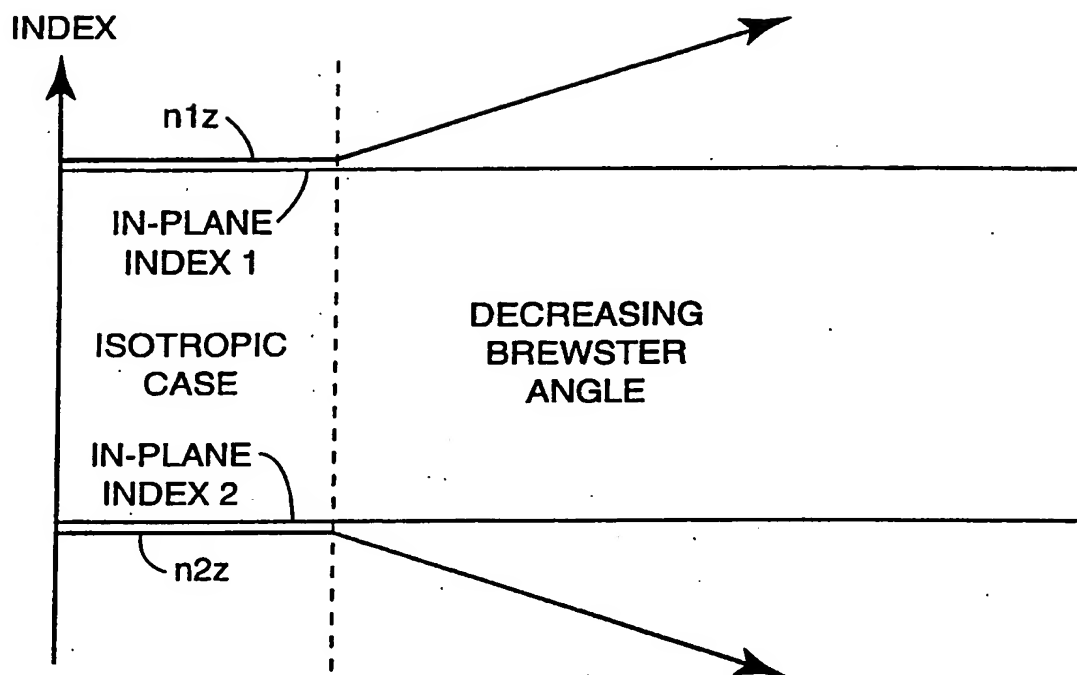 INDEX
n1z
IN-PLANE
INDEX 1
ISOTROPIC
CASE
DECREASING
BREWSTER
ANGLE
IN-PLANE
INDEX 2
n2z